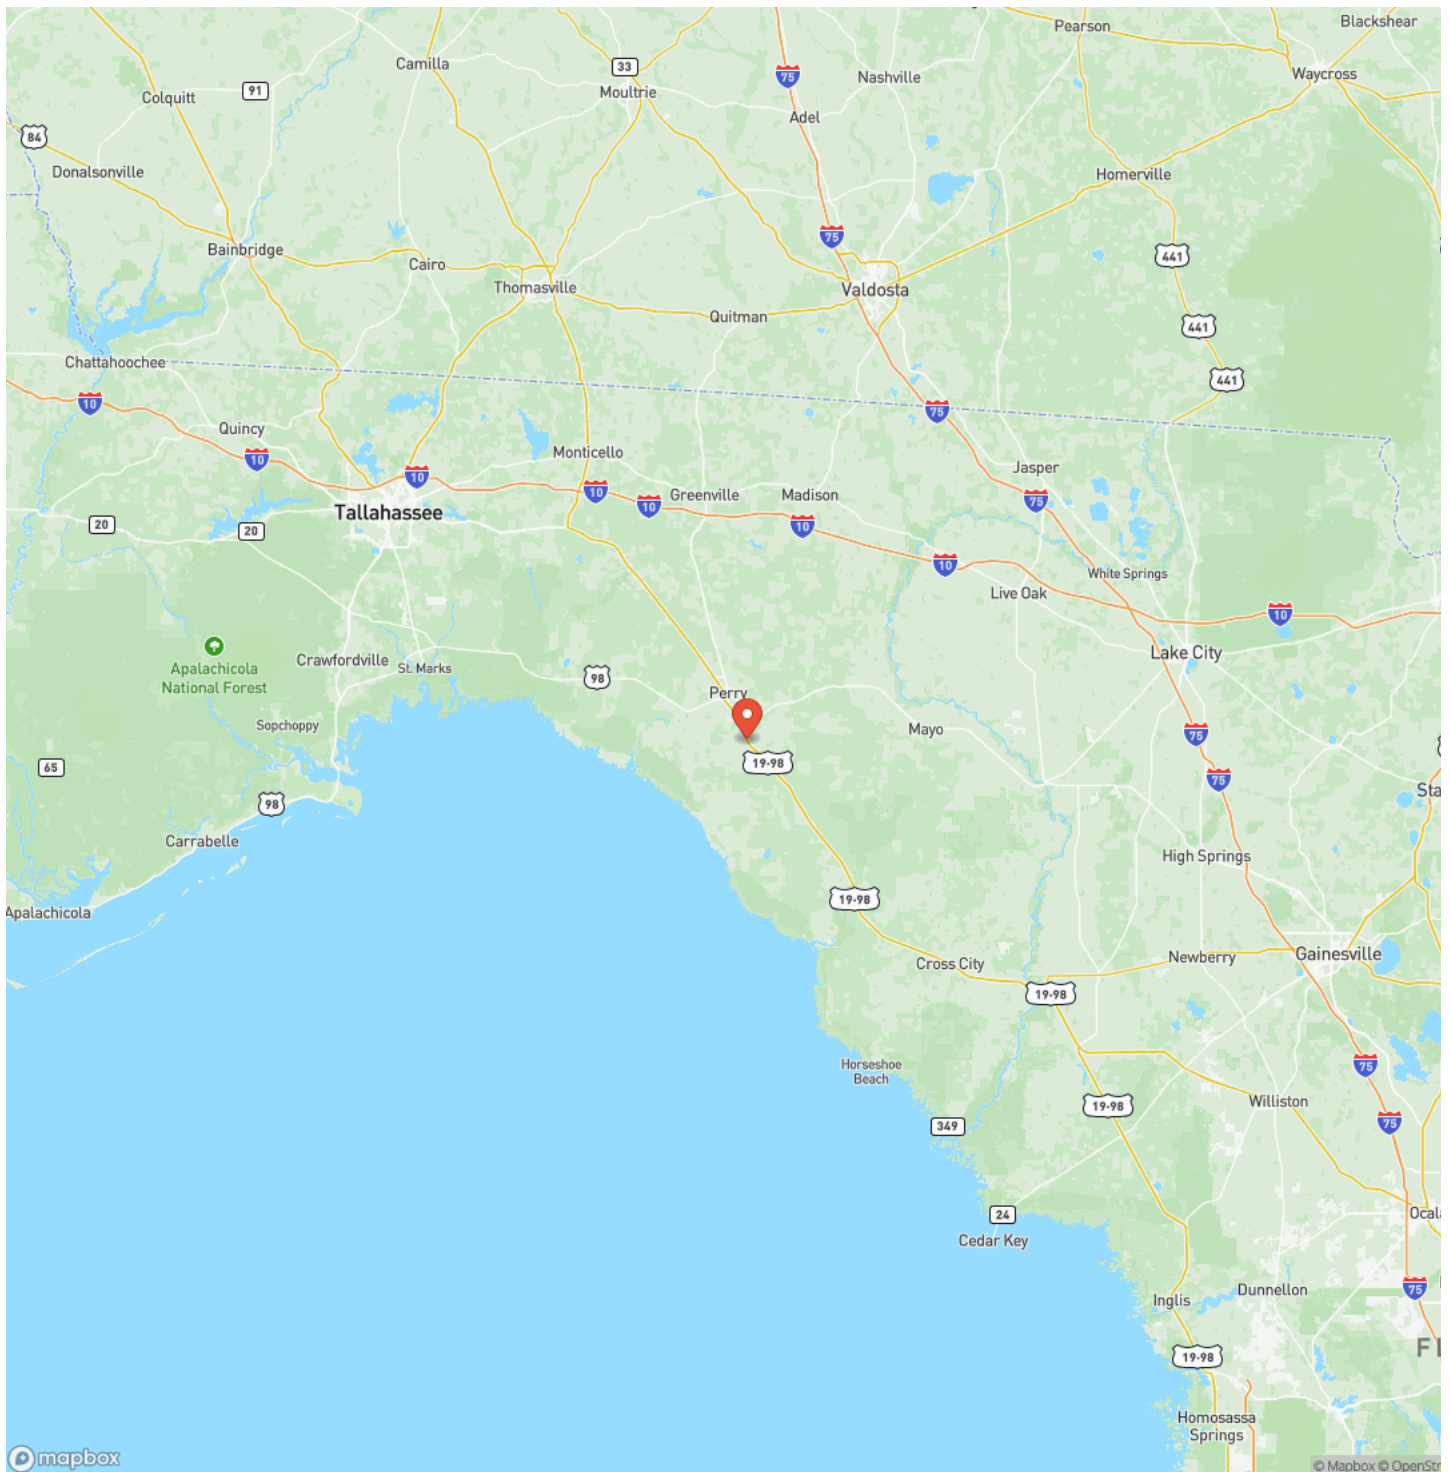 Pearson
Blackshear
Camilla
33
75
Nashville
Waycross
91
Moultrie
Colquitt
Adel
84
Donalsonville
Homerville
75
Bainbridge
441
Cairo
Thomasville
Valdosta
Quitman
441
Chattahoochee
441
10
75
Quincy
Monticello
10
Jasper
10
10
Greenville
Madison
75
10
Tallahassee
20
20
10
10
White Springs
Live Oak
10
Apalachicola
National Forest
Crawfordville
St. Marks
98
Lake City
Perry
Sopchoppy
Mayo
75
65
19-98
75
98
Sta
Carrabelle
High Springs
19-98
Apalachicola
Cross City
Newberry
Gainesville
19-98
Horseshoe
Beach
75
Williston
19-98
349
75
24
Ocala
Cedar Key
Inglis
Dunnellon
75
19-98
Fl
Homosassa
Springs
mapbox
© Mapbox © OpenStr